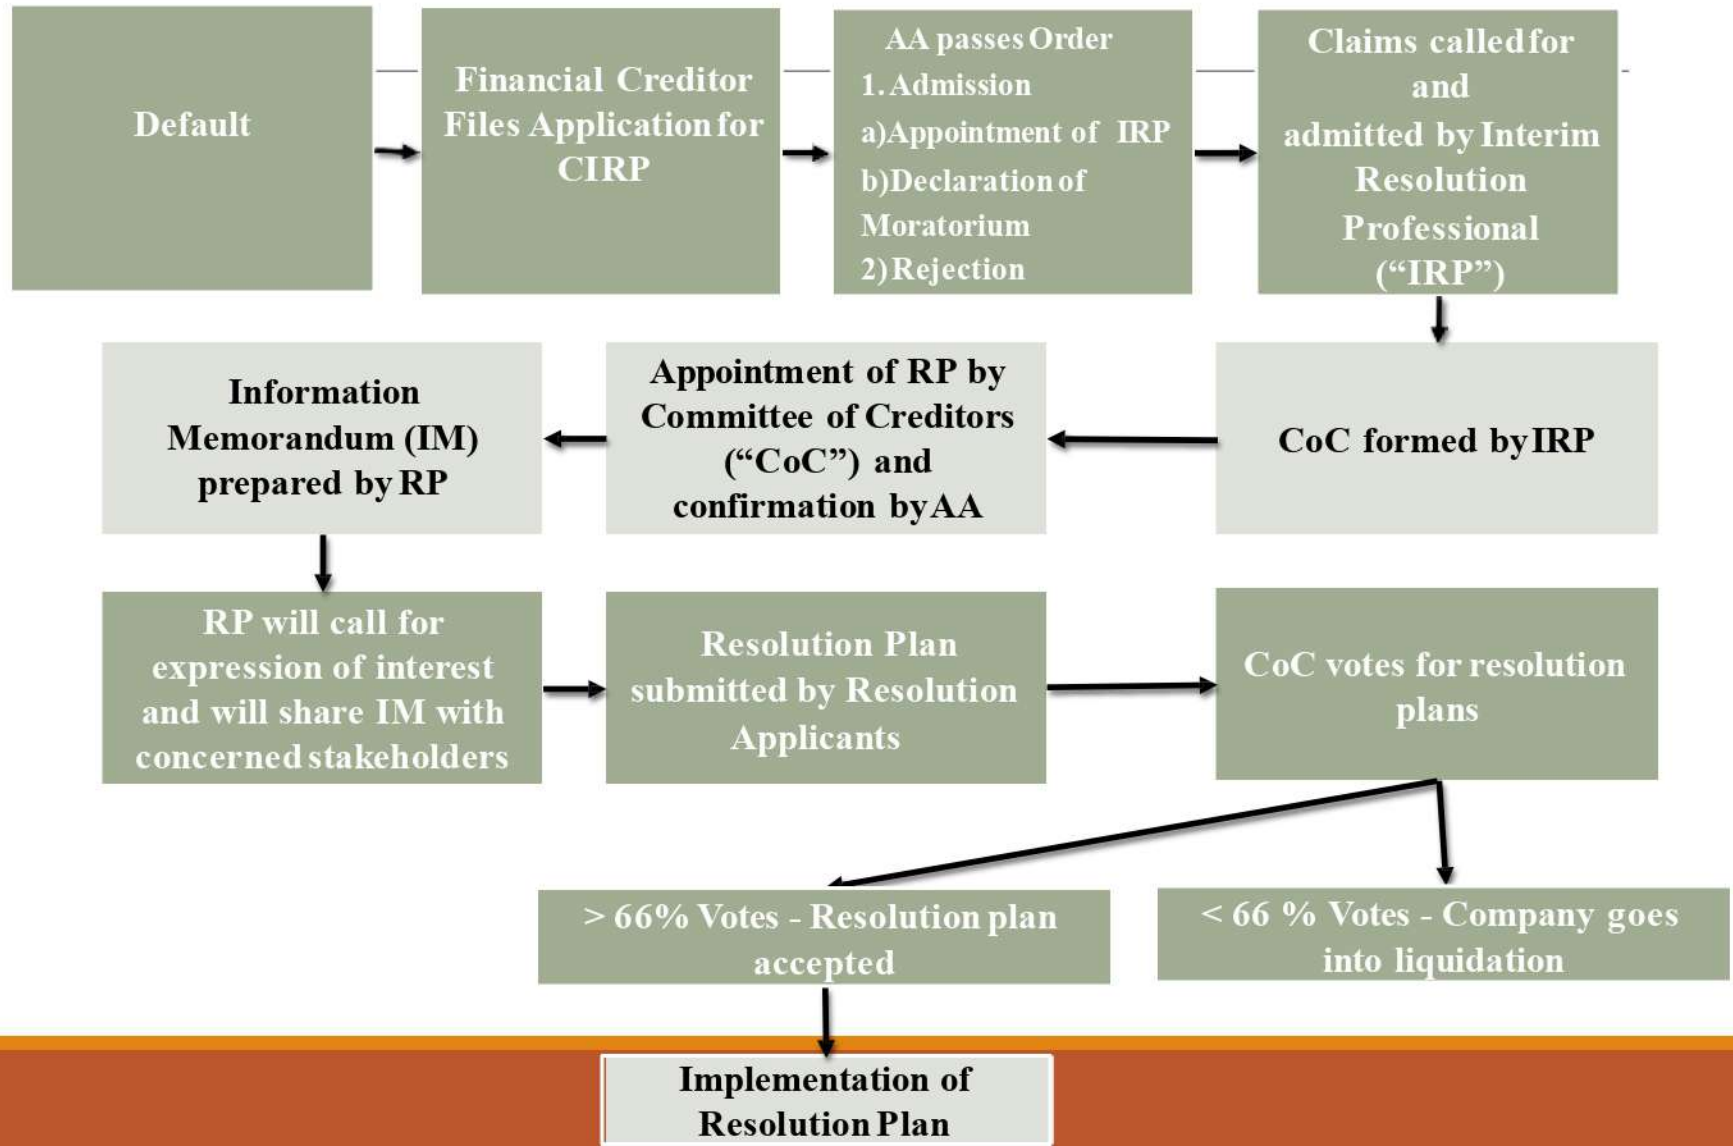 Default
Financial Creditor
Files Application for
CIRP
AA passes Order
1. Admission
a)Appointment of IRP
b)Declaration of
Moratorium
2) Rejection
Claims called for
and
admitted by Interim
Resolution
Professional
(“IRP”)
CoC formed by IRP
Appointment of RP by
Committee of Creditors
(“CoC”) and
confirmation by AA
Information
Memorandum (IM)
prepared by RP
RP will call for
expression of interest
and will share IM with
concerned stakeholders
Resolution Plan
submitted by Resolution
Applicants
CoC votes for resolution
plans
> 66% Votes - Resolution plan
accepted
< 66 % Votes - Company goes
into liquidation
Implementation of
Resolution Plan